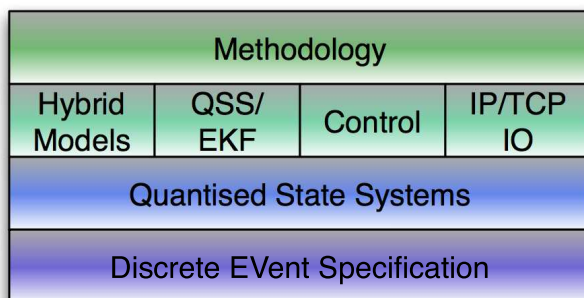 Methodology
Hybrid
Models
QSS/
EKF
Control
IP/TCP
IO
Quantised State Systems
Discrete EVent Specification